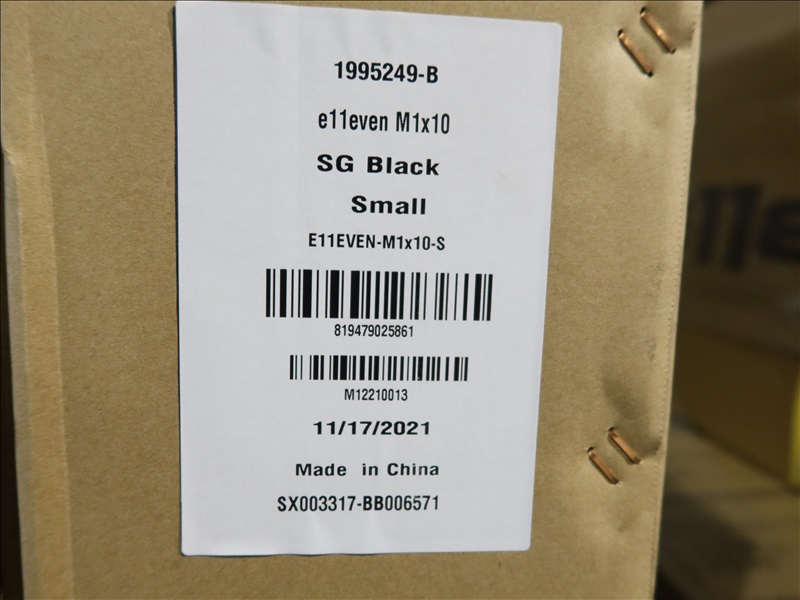 1995249-B
e11even M1x10
SG Black
Small
E11EVEN-M1x10-S
819479025861
M12210013
11/17/2021
Made in China
SX003317-BB006571